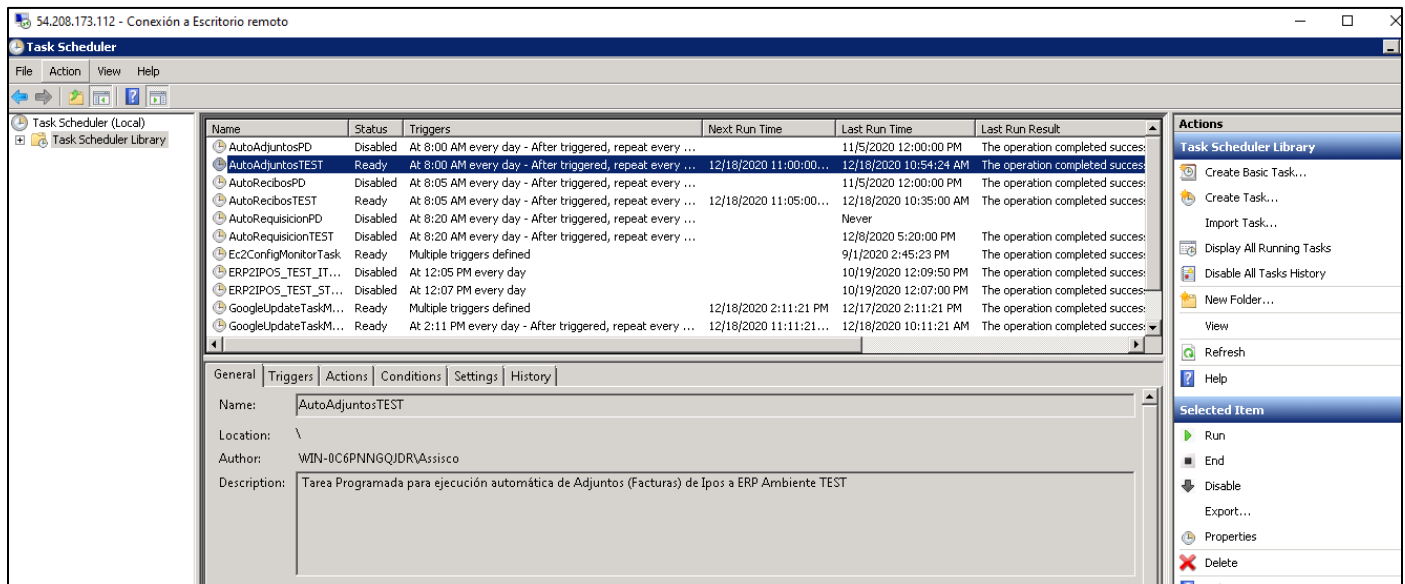 54.208.173.112 - Conexión a Escritorio remoto
Task Scheduler
File Action View Help
Task Scheduler (Local)
Task Scheduler Library
Name Status Triggers Next Run Time Last Run Time Last Run Result
AutoAdjuntosPD Disabled At 8:00 AM every day - After triggered, repeat every ... 11/5/2020 12:00:00 PM The operation completed succes
AutoAdjuntosTEST Ready At 8:00 AM every day - After triggered, repeat every ... 12/18/2020 11:00:00... 12/18/2020 10:54:24 AM The operation completed succes
AutoRecibosPD Disabled At 8:05 AM every day - After triggered, repeat every ... 11/5/2020 12:00:00 PM The operation completed succes
AutoRecibosTEST Ready At 8:05 AM every day - After triggered, repeat every ... 12/18/2020 11:05:00... 12/18/2020 10:35:00 AM The operation completed succes
AutoRequisicionPD Disabled At 8:20 AM every day - After triggered, repeat every ... Never
AutoRequisicionTEST Disabled At 8:20 AM every day - After triggered, repeat every ... 12/8/2020 5:20:00 PM The operation completed succes
Ec2ConfigMonitorTask Ready Multiple triggers defined 9/1/2020 2:45:23 PM The operation completed succes
ERP2IPOS_TEST_IT... Disabled At 12:05 PM every day 10/19/2020 12:09:50 PM The operation completed succes
ERP2IPOS_TEST_ST... Disabled At 12:07 PM every day 10/19/2020 12:07:00 PM The operation completed succes
GoogleUpdateTaskM... Ready Multiple triggers defined 12/18/2020 2:11:21 PM 12/17/2020 2:11:21 PM The operation completed succes
GoogleUpdateTaskM... Ready At 2:11 PM every day - After triggered, repeat every ... 12/18/2020 11:11:21... 12/18/2020 10:11:21 AM The operation completed succes
General Triggers Actions Conditions Settings History
Name: AutoAdjuntosTEST
Location: \
Author: WIN-0C6PNNGQJDR\Assisco
Description: Tarea Programada para ejecución automática de Adjuntos (Facturas) de Ipos a ERP Ambiente TEST
Actions
Task Scheduler Library
Create Basic Task...
Create Task...
Import Task...
Display All Running Tasks
Disable All Tasks History
New Folder...
View
Refresh
Help
Selected Item
Run
End
Disable
Export...
Properties
Delete